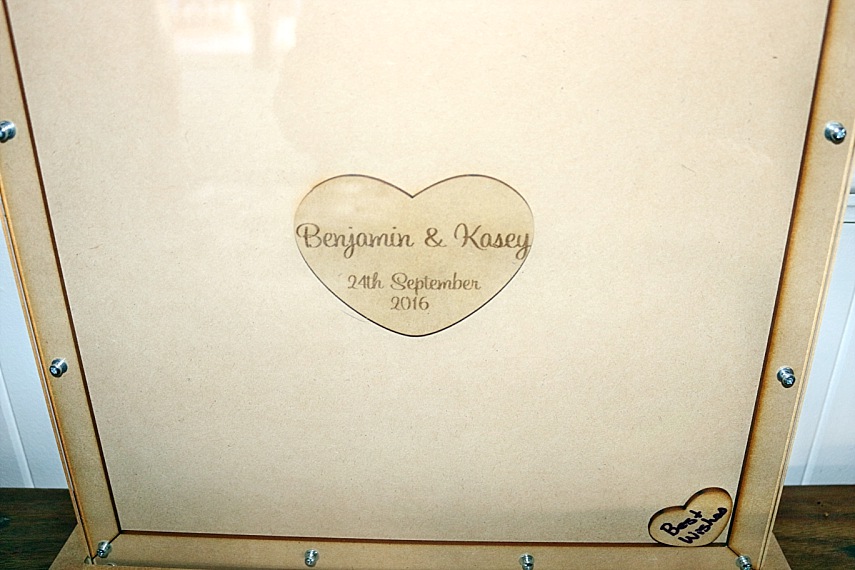 Benjamin & Kasey
24th September
2016
Best
Wishes